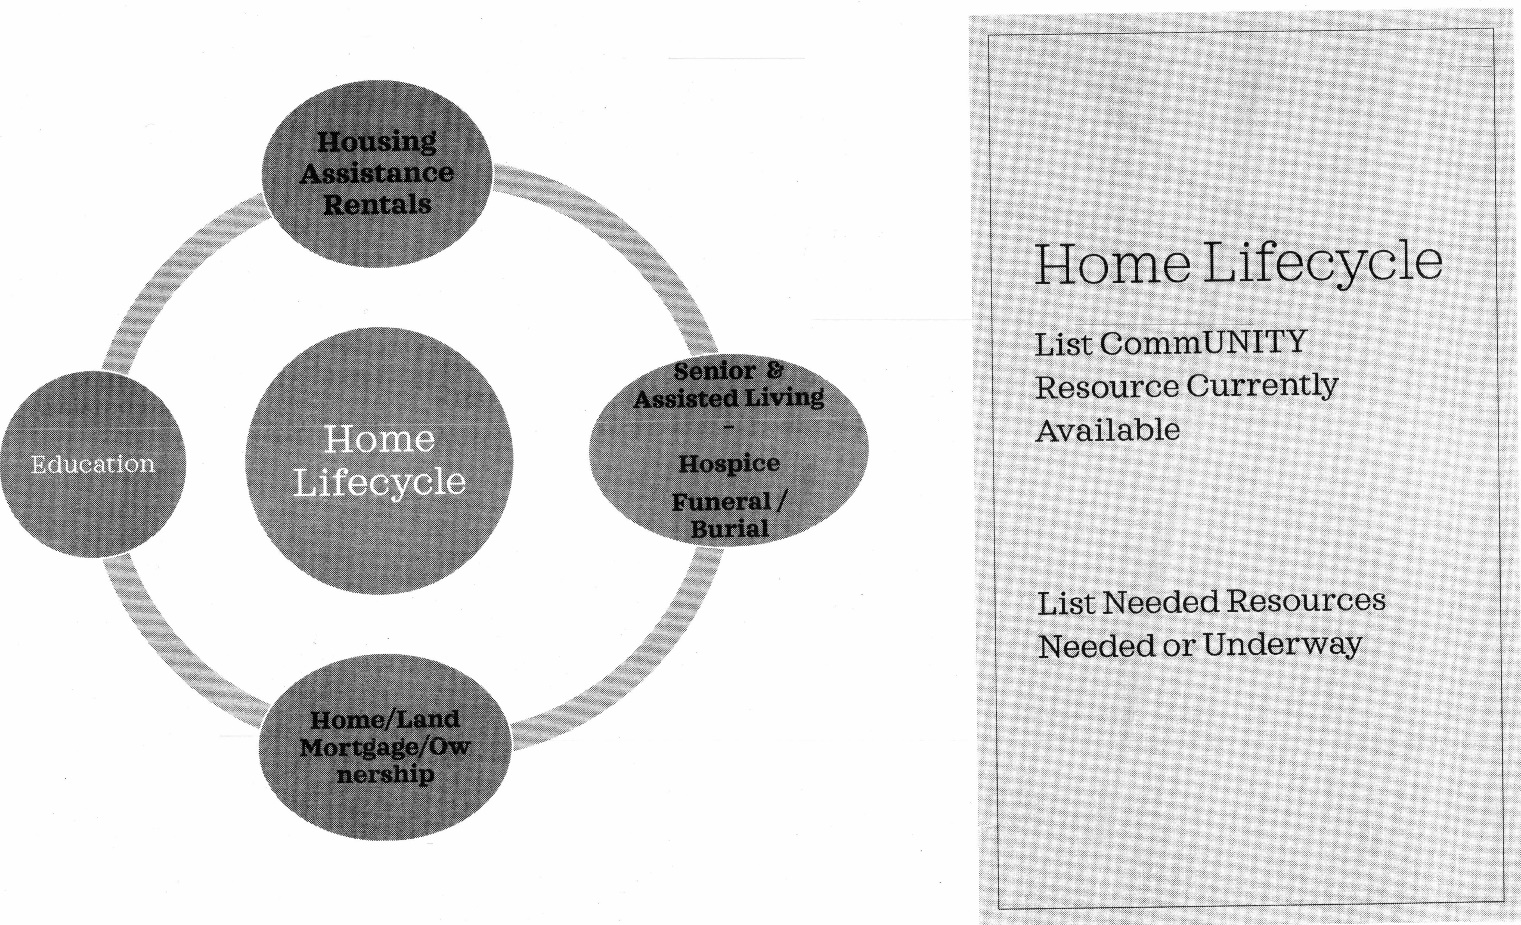 Housing
Assistance
Rentals
Senior & 
Assisted Living
-
Hospice
Funeral /
Burial
Home/Land
Mortgage/Ow
nership
Education
Home
Lifecycle
Home Lifecycle
List CommUNITY
Resource Currently
Available
List Needed Resources
Needed or Underway